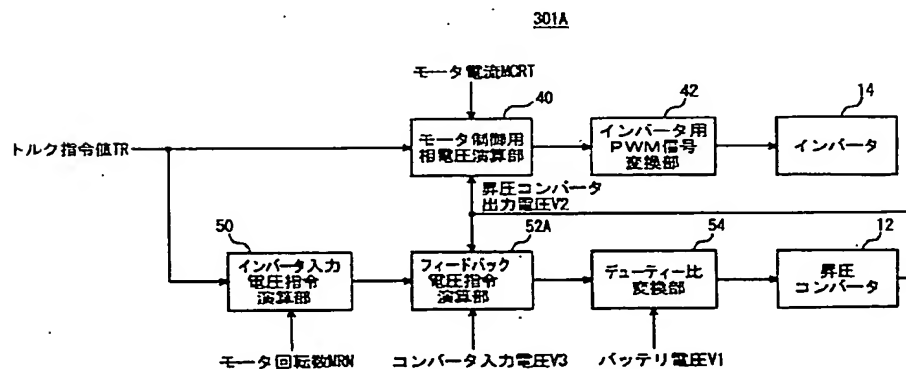 301A
モータ電流MCRT
40
42
14
トルク指令値TR
モータ制御用
相電圧演算部
インバータ用
PWM信号
変換部
インバータ
昇圧コンバータ
出力電圧V2
50
52A
54
12
インバータ入力
電圧指令
演算部
フィードバック
電圧指令
演算部
デューティー比
変換部
昇圧
コンバータ
モータ回転数MRN
コンバータ入力電圧V3
バッテリ電圧V1